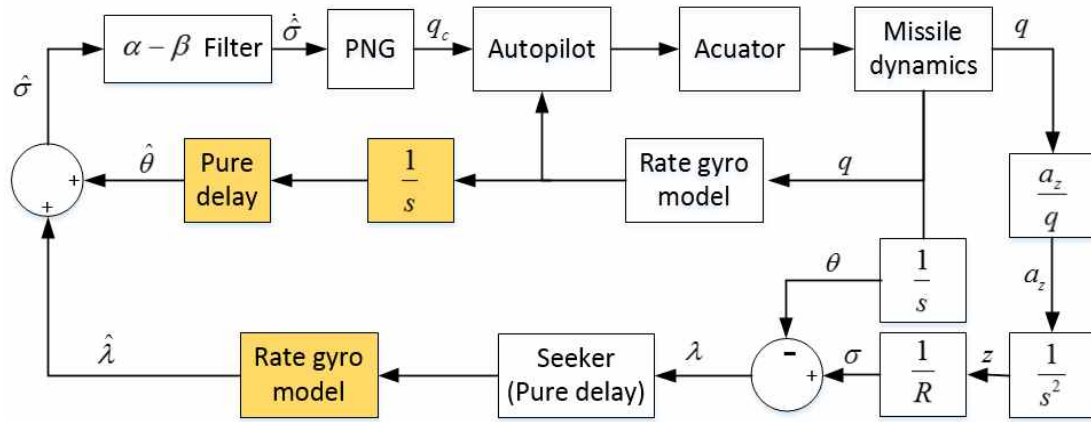 α − β Filter
σ̂̇
PNG
q_c
Autopilot
Acuator
Missile
dynamics
q
σ̂
+
+
θ̂
Pure
delay
1
s
Rate gyro
model
q
a_z
q
θ
1
s
a_z
λ̂
Rate gyro
model
Seeker
(Pure delay)
λ
−
+
σ
1
R
z
1
s²